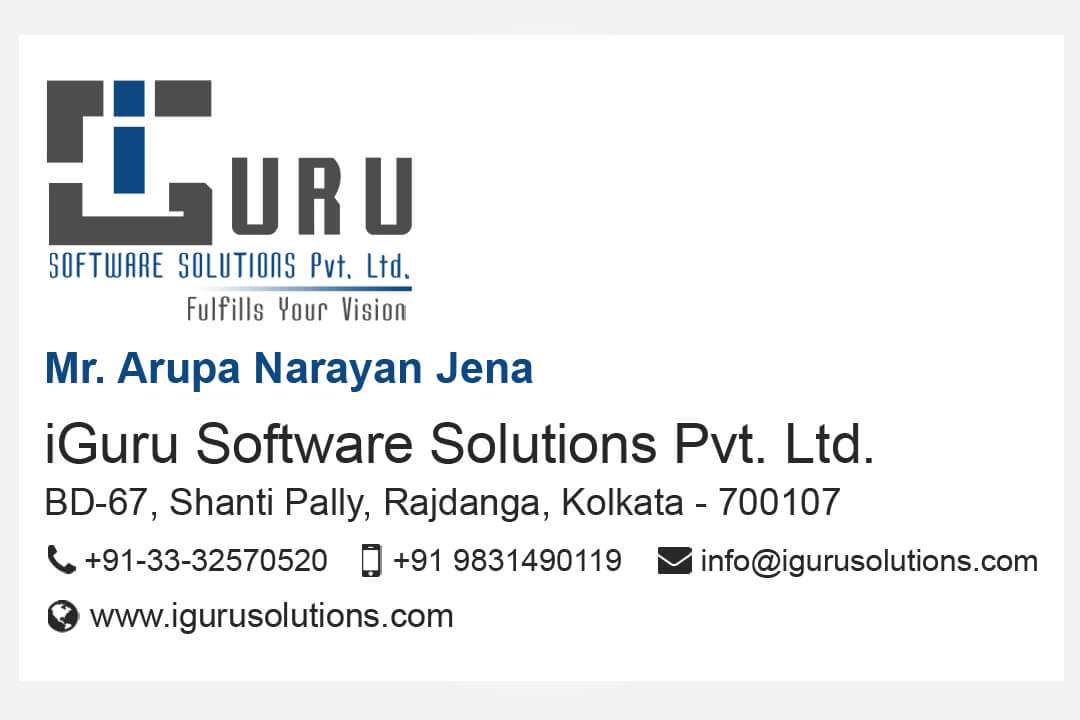 iGURU
SOFTWARE SOLUTIONS Pvt. Ltd.
Fulfills Your Vision
Mr. Arupa Narayan Jena
iGuru Software Solutions Pvt. Ltd.
BD-67, Shanti Pally, Rajdanga, Kolkata - 700107
+91-33-32570520 +91 9831490119 info@igurusolutions.com
www.igurusolutions.com